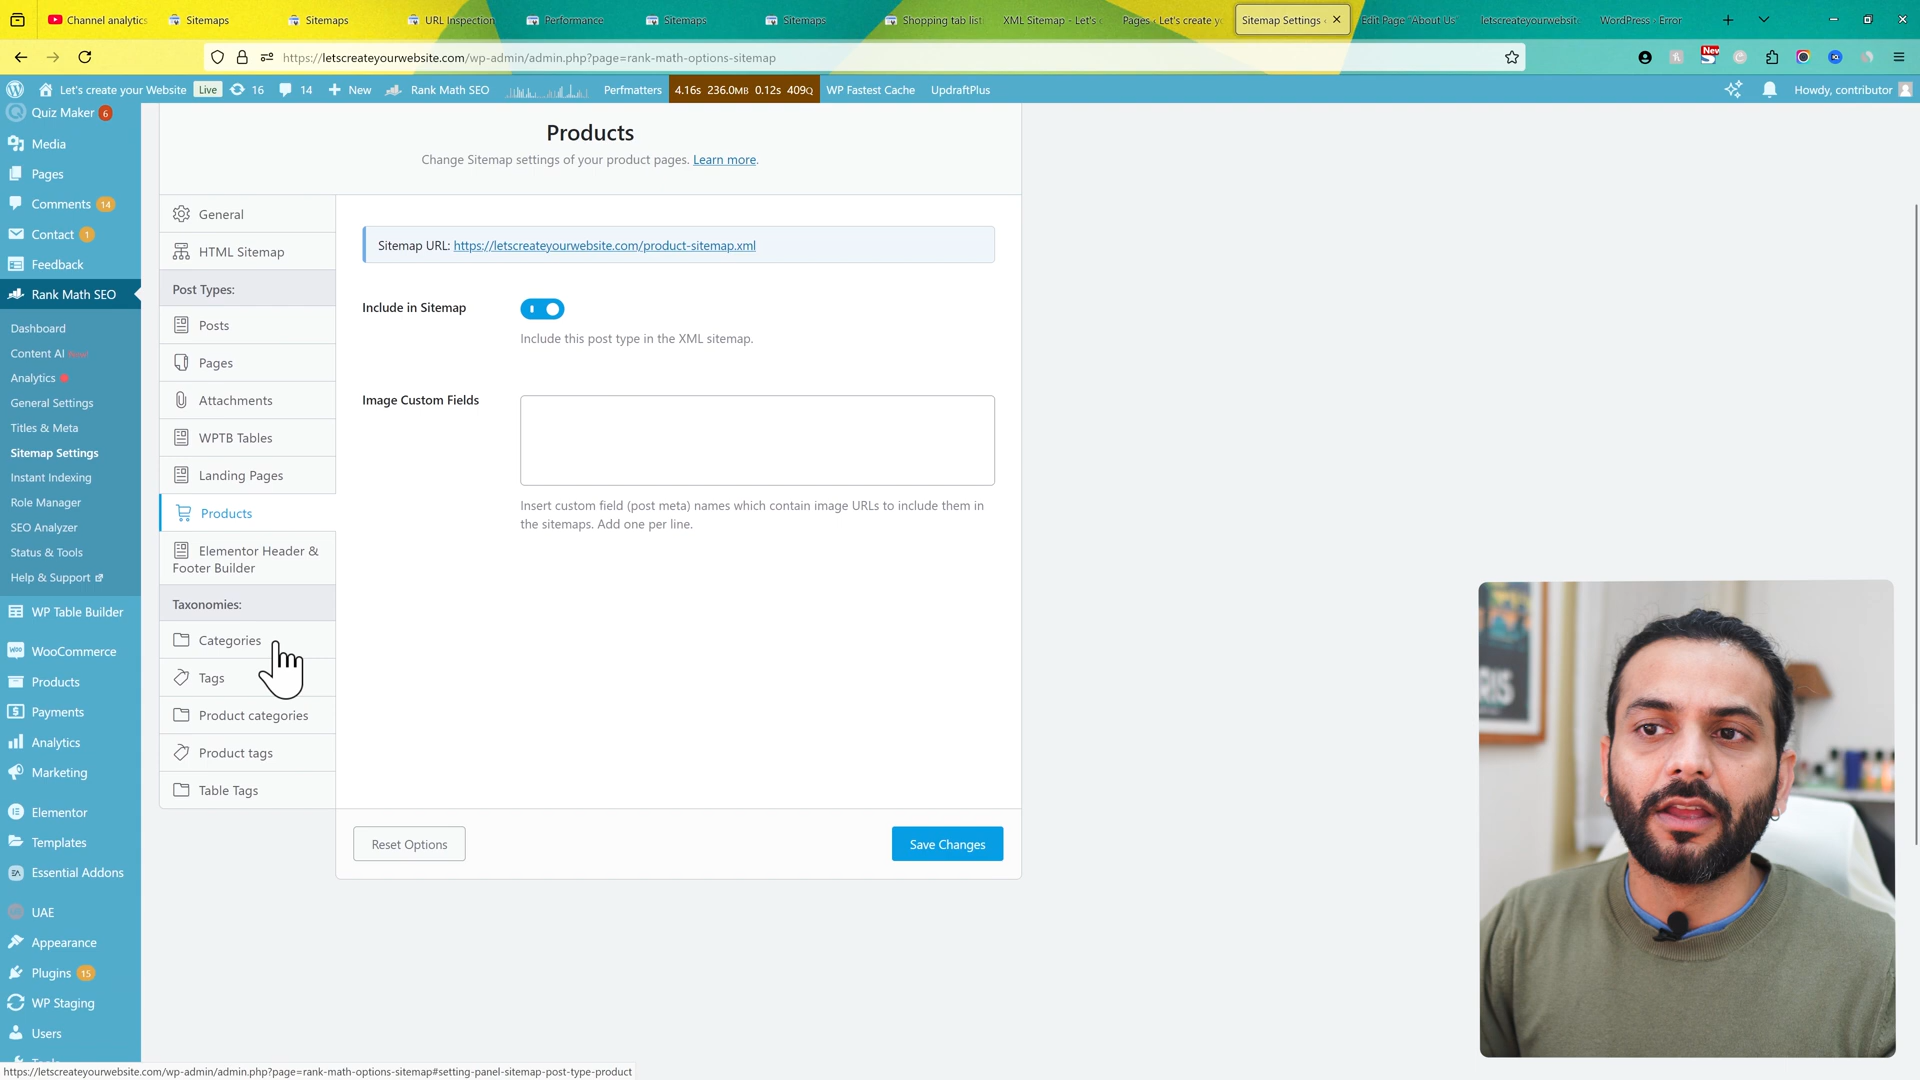 Channel analytics
Sitemaps
Sitemaps
URL Inspection
Performance
Sitemaps
Sitemaps
Shopping tab list
XML Sitemap - Let's
Pages ‹ Let's create y
Sitemap Settings ‹
Edit Page "About Us"
letscreateyourwebsit
WordPress › Error
https://letscreateyourwebsite.com/wp-admin/admin.php?page=rank-math-options-sitemap
New
Let's create your Website
Live
16
14
New
Rank Math SEO
Perfmatters
4.16s 236.0MB 0.12s 409Q
WP Fastest Cache
UpdraftPlus
Howdy, contributor
Quiz Maker 6
Media
Pages
Comments 14
Contact 1
Feedback
Rank Math SEO
Dashboard
Content AI New!
Analytics
General Settings
Titles & Meta
Sitemap Settings
Instant Indexing
Role Manager
SEO Analyzer
Status & Tools
Help & Support
WP Table Builder
WooCommerce
Products
Payments
Analytics
Marketing
Elementor
Templates
Essential Addons
UAE
Appearance
Plugins 15
WP Staging
Users
Products
Change Sitemap settings of your product pages. Learn more.
General
HTML Sitemap
Post Types:
Posts
Pages
Attachments
WPTB Tables
Landing Pages
Products
Elementor Header &
Footer Builder
Taxonomies:
Categories
Tags
Product categories
Product tags
Table Tags
Sitemap URL: https://letscreateyourwebsite.com/product-sitemap.xml
Include in Sitemap
Include this post type in the XML sitemap.
Image Custom Fields
Insert custom field (post meta) names which contain image URLs to include them in
the sitemaps. Add one per line.
Reset Options
Save Changes
https://letscreateyourwebsite.com/wp-admin/admin.php?page=rank-math-options-sitemap#setting-panel-sitemap-post-type-product